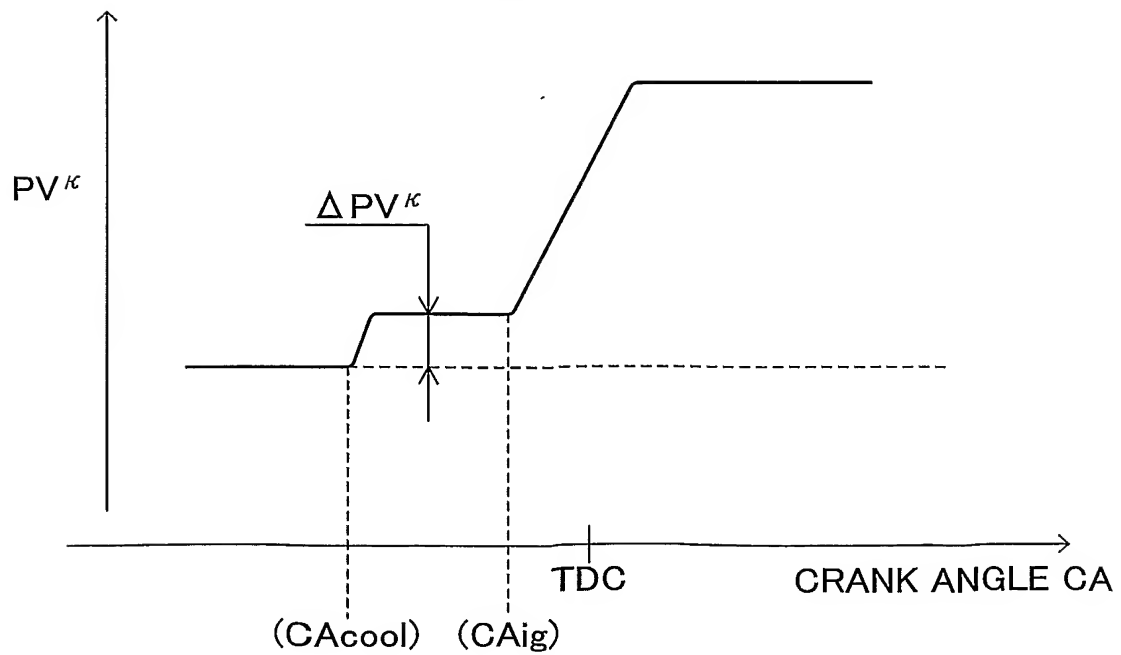 PV^κ
ΔPV^κ
TDC
CRANK ANGLE CA
(CAcool)
(CAig)